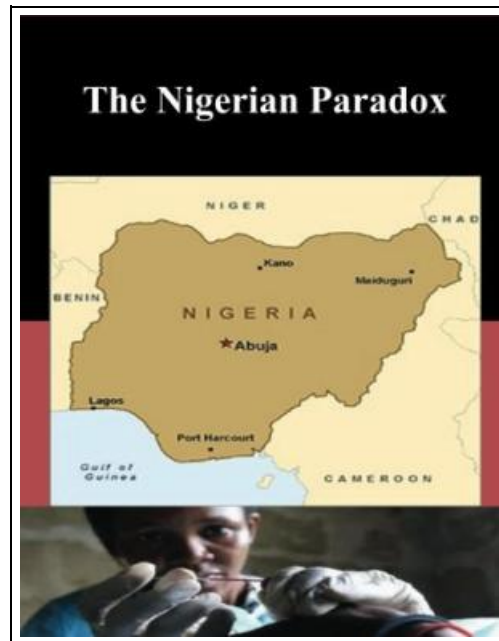 The Nigerian Paradox
NIGER
CHAD
Kano
Maiduguri
BENIN
NIGERIA
Abuja
Lagos
Port Harcourt
Gulf of
Guinea
CAMEROON